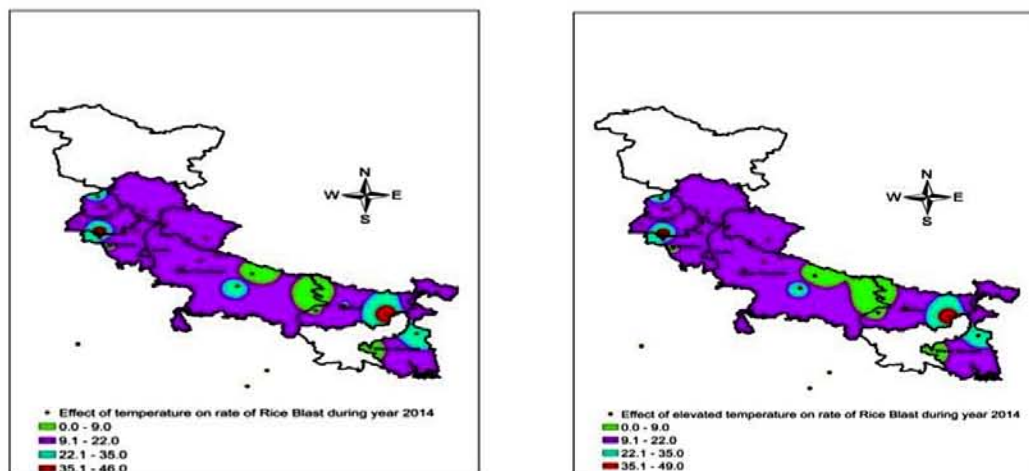 N
W E
S
Effect of temperature on rate of Rice Blast during year 2014
0.0 - 9.0
9.1 - 22.0
22.1 - 35.0
35.1 - 46.0
N
W E
S
Effect of elevated temperature on rate of Rice Blast during year 2014
0.0 - 9.0
9.1 - 22.0
22.1 - 35.0
35.1 - 49.0